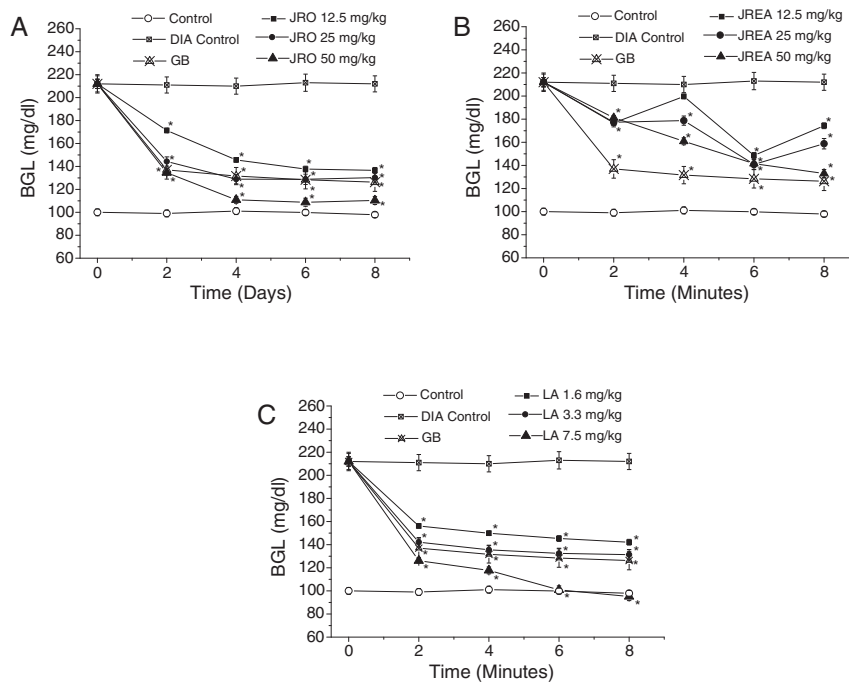 A
Control
DIA Control
GB
JRO 12.5 mg/kg
JRO 25 mg/kg
JRO 50 mg/kg
260
240
220
200
180
160
140
120
100
80
60
BGL (mg/dl)
0 2 4 6 8
Time (Days)
B
Control
DIA Control
GB
JREA 12.5 mg/kg
JREA 25 mg/kg
JREA 50 mg/kg
260
240
220
200
180
160
140
120
100
80
60
BGL (mg/dl)
0 2 4 6 8
Time (Minutes)
C
Control
DIA Control
GB
LA 1.6 mg/kg
LA 3.3 mg/kg
LA 7.5 mg/kg
260
240
220
200
180
160
140
120
100
80
60
BGL (mg/dl)
0 2 4 6 8
Time (Minutes)